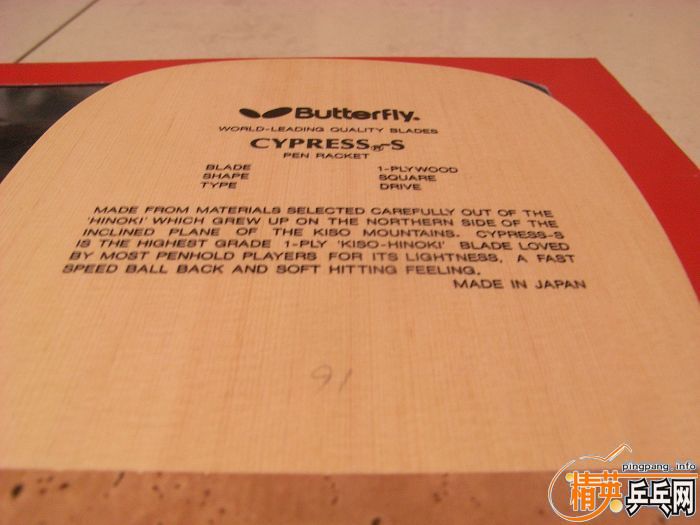 Butterfly.
WORLD-LEADING QUALITY BLADES
CYPRESS®-S
PEN RACKET
BLADE 1-PLYWOOD
SHAPE SQUARE
TYPE DRIVE
MADE FROM MATERIALS SELECTED CAREFULLY OUT OF THE
'HINOKI' WHICH GREW UP ON THE NORTHERN SIDE OF THE
INCLINED PLANE OF THE KISO MOUNTAINS. CYPRESS-S
IS THE HIGHEST GRADE 1-PLY 'KISO-HINOKI' BLADE LOVED
BY MOST PENHOLD PLAYERS FOR ITS LIGHTNESS, A FAST
SPEED BALL BACK AND SOFT HITTING FEELING.
MADE IN JAPAN
91
pingpang.info
精英乒乓网